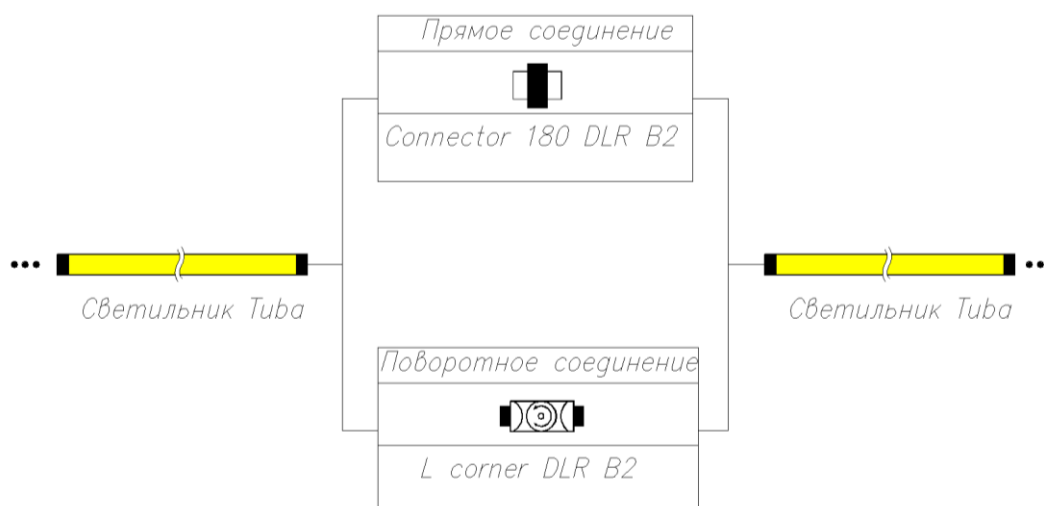 Прямое соединение
Connector 180 DLR B2
Светильник Tuba
Светильник Tuba
Поворотное соединение
L corner DLR B2